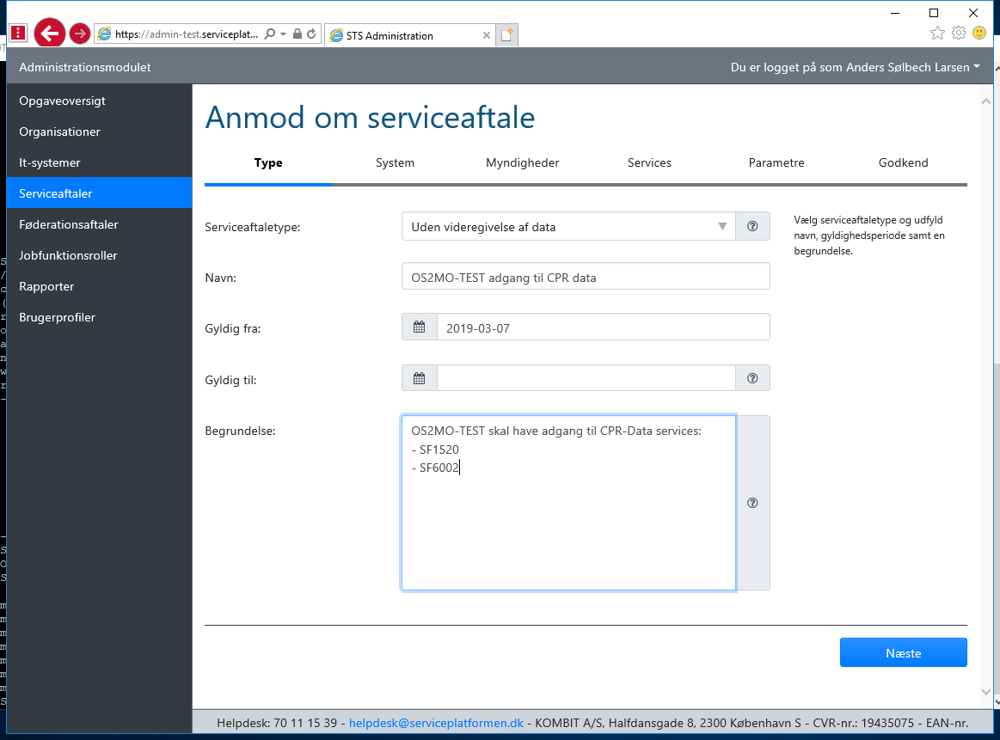 https://admin-test.serviceplat...
STS Administration
Administrationsmodulet
Du er logget på som Anders Sølbech Larsen
Opgaveoversigt
Organisationer
It-systemer
Serviceaftaler
Føderationsaftaler
Jobfunktionsroller
Rapporter
Brugerprofiler
Anmod om serviceaftale
Type System Myndigheder Services Parametre Godkend
Serviceaftaletype:
Uden videregivelse af data
Vælg serviceaftaletype og udfyld
navn, gyldighedsperiode samt en
begrundelse.
Navn:
OS2MO-TEST adgang til CPR data
Gyldig fra:
2019-03-07
Gyldig til:
Begrundelse:
OS2MO-TEST skal have adgang til CPR-Data services:
- SF1520
- SF6002
Næste
Helpdesk: 70 11 15 39 - helpdesk@serviceplatformen.dk - KOMBIT A/S, Halfdansgade 8, 2300 København S - CVR-nr.: 19435075 - EAN-nr.